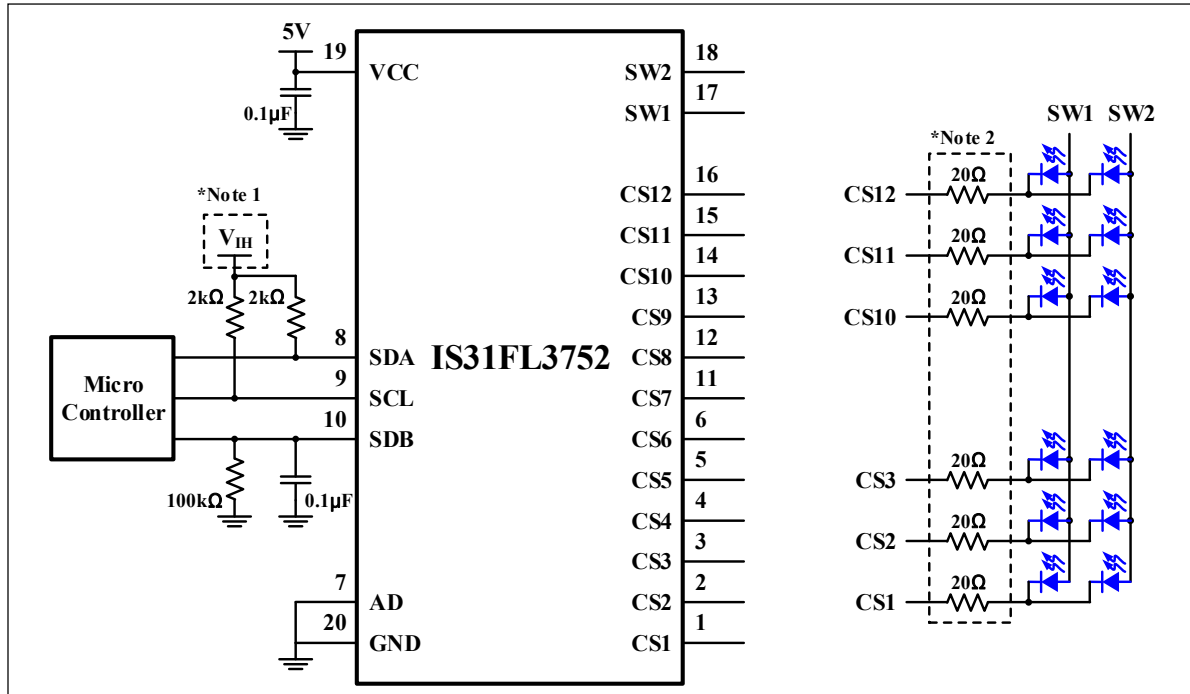 5V
19
VCC
0.1µF
*Note 1
VIH
2kΩ
2kΩ
Micro
Controller
8
SDA
9
SCL
10
SDB
100kΩ
0.1µF
7
AD
20
GND
IS31FL3752
18
SW2
17
SW1
16
CS12
15
CS11
14
CS10
13
CS9
12
CS8
11
CS7
6
CS6
5
CS5
4
CS4
3
CS3
2
CS2
1
CS1
SW1 SW2
*Note 2
CS12
20Ω
CS11
20Ω
CS10
20Ω
CS3
20Ω
CS2
20Ω
CS1
20Ω